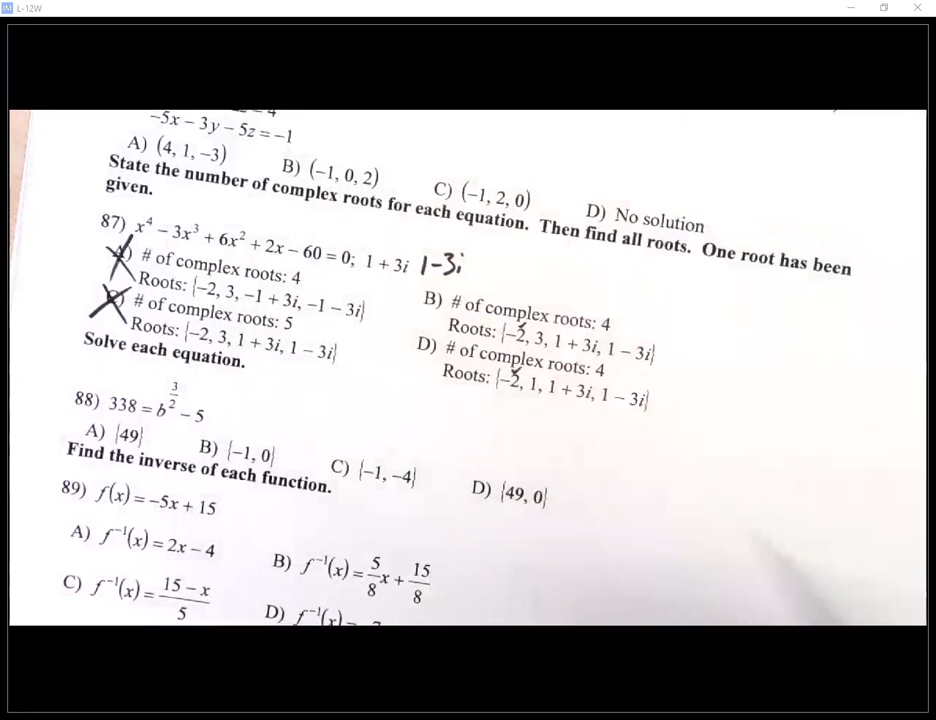 L-12W
-5x - 3y - 5z = -1
A) (4, 1, -3) B) (-1, 0, 2) C) (-1, 2, 0) D) No solution
State the number of complex roots for each equation. Then find all roots. One root has been
given.
87) x⁴ - 3x³ + 6x² + 2x - 60 = 0; 1 + 3i 1-3i
A) # of complex roots: 4
Roots: {-2, 3, -1 + 3i, -1 - 3i}
B) # of complex roots: 4
Roots: {-2, 3, 1 + 3i, 1 - 3i}
# of complex roots: 5
Roots: {-2, 3, 1 + 3i, 1 - 3i}
D) # of complex roots: 4
Roots: {-2, 1, 1 + 3i, 1 - 3i}
Solve each equation.
88) 338 = b^(3/2) - 5
A) {49} B) {-1, 0} C) {-1, -4} D) {49, 0}
Find the inverse of each function.
89) f(x) = -5x + 15
A) f⁻¹(x) = 2x - 4 B) f⁻¹(x) = 5/8 x + 15/8
C) f⁻¹(x) = (15 - x)/5 D) f⁻¹(x) =